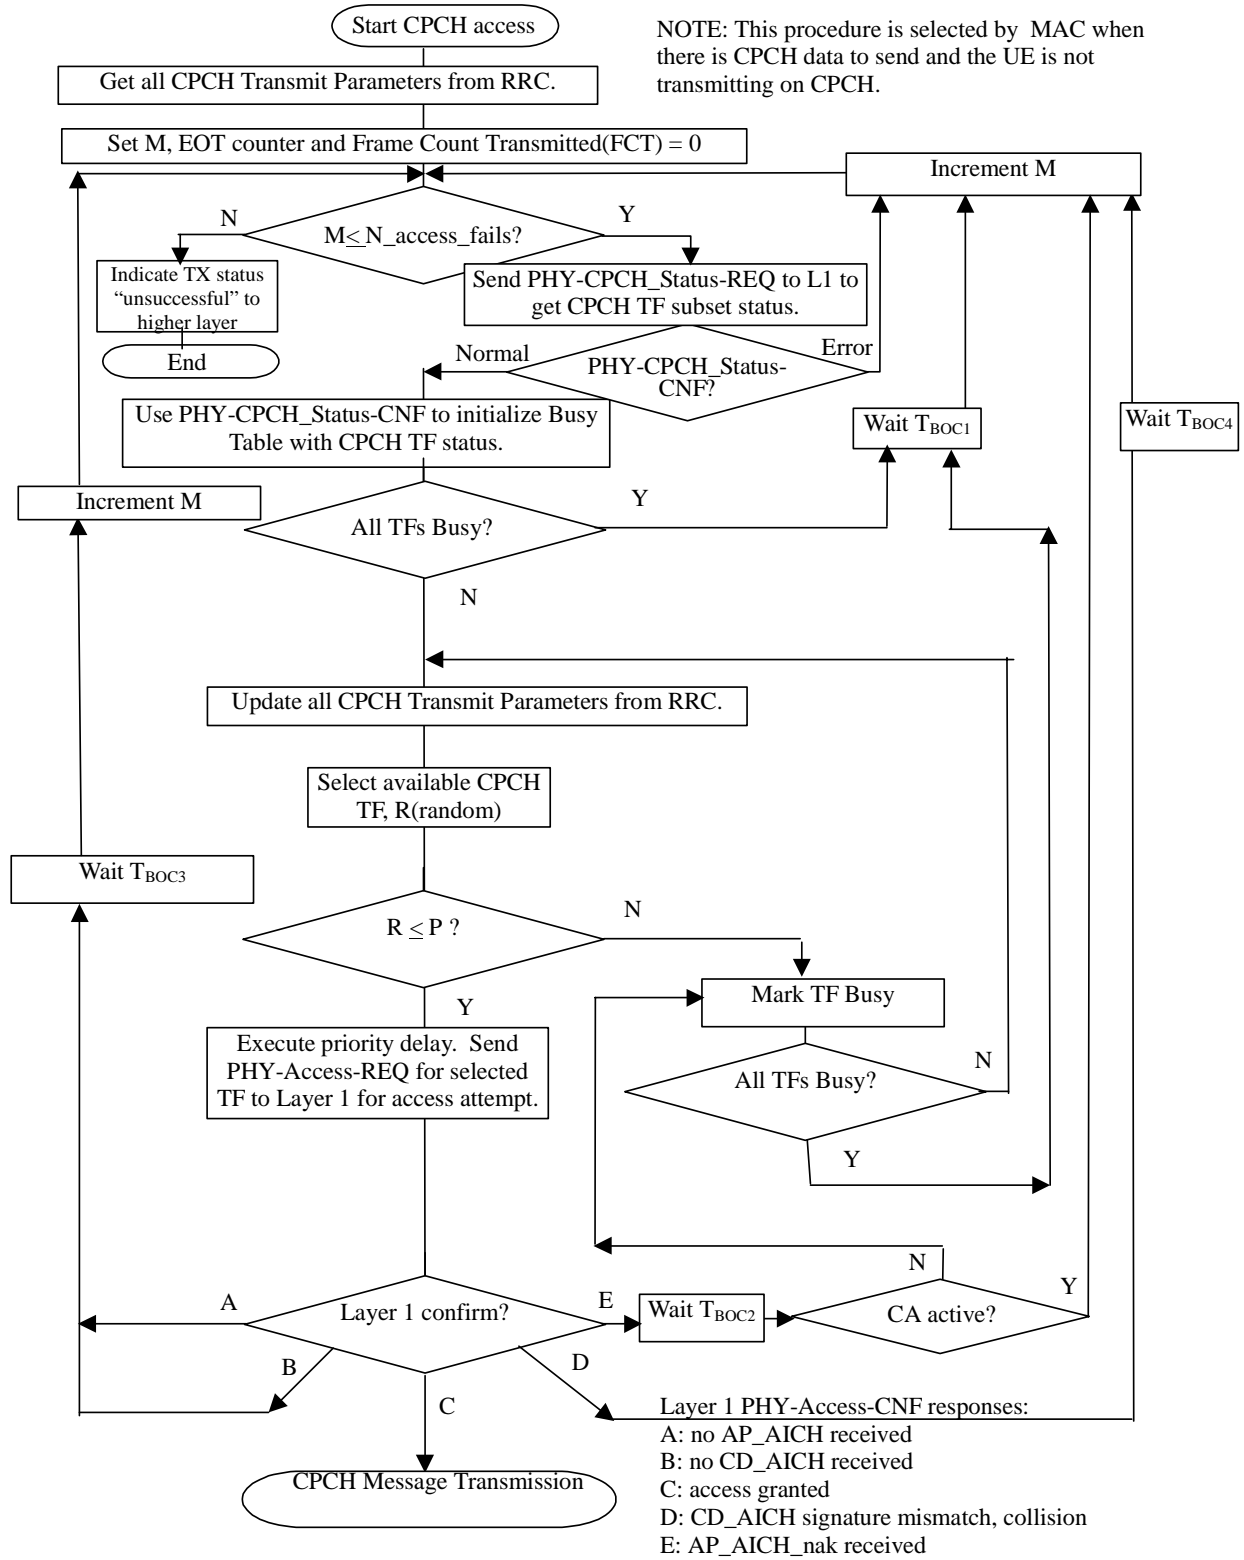 Start CPCH access
NOTE: This procedure is selected by MAC when
there is CPCH data to send and the UE is not
transmitting on CPCH.
Get all CPCH Transmit Parameters from RRC.
Set M, EOT counter and Frame Count Transmitted(FCT) = 0
Increment M
N
Y
M≤ N_access_fails?
Indicate TX status
“unsuccessful” to
higher layer
End
Send PHY-CPCH_Status-REQ to L1 to
get CPCH TF subset status.
Normal
Error
PHY-CPCH_Status-
CNF?
Use PHY-CPCH_Status-CNF to initialize Busy
Table with CPCH TF status.
Wait TBOC1
Wait TBOC4
Increment M
Y
All TFs Busy?
N
Update all CPCH Transmit Parameters from RRC.
Select available CPCH
TF, R(random)
Wait TBOC3
R ≤ P ?
N
Y
Mark TF Busy
Execute priority delay. Send
PHY-Access-REQ for selected
TF to Layer 1 for access attempt.
All TFs Busy?
N
Y
N
Y
A
Layer 1 confirm?
E
Wait TBOC2
CA active?
B
D
C
CPCH Message Transmission
Layer 1 PHY-Access-CNF responses:
A: no AP_AICH received
B: no CD_AICH received
C: access granted
D: CD_AICH signature mismatch, collision
E: AP_AICH_nak received